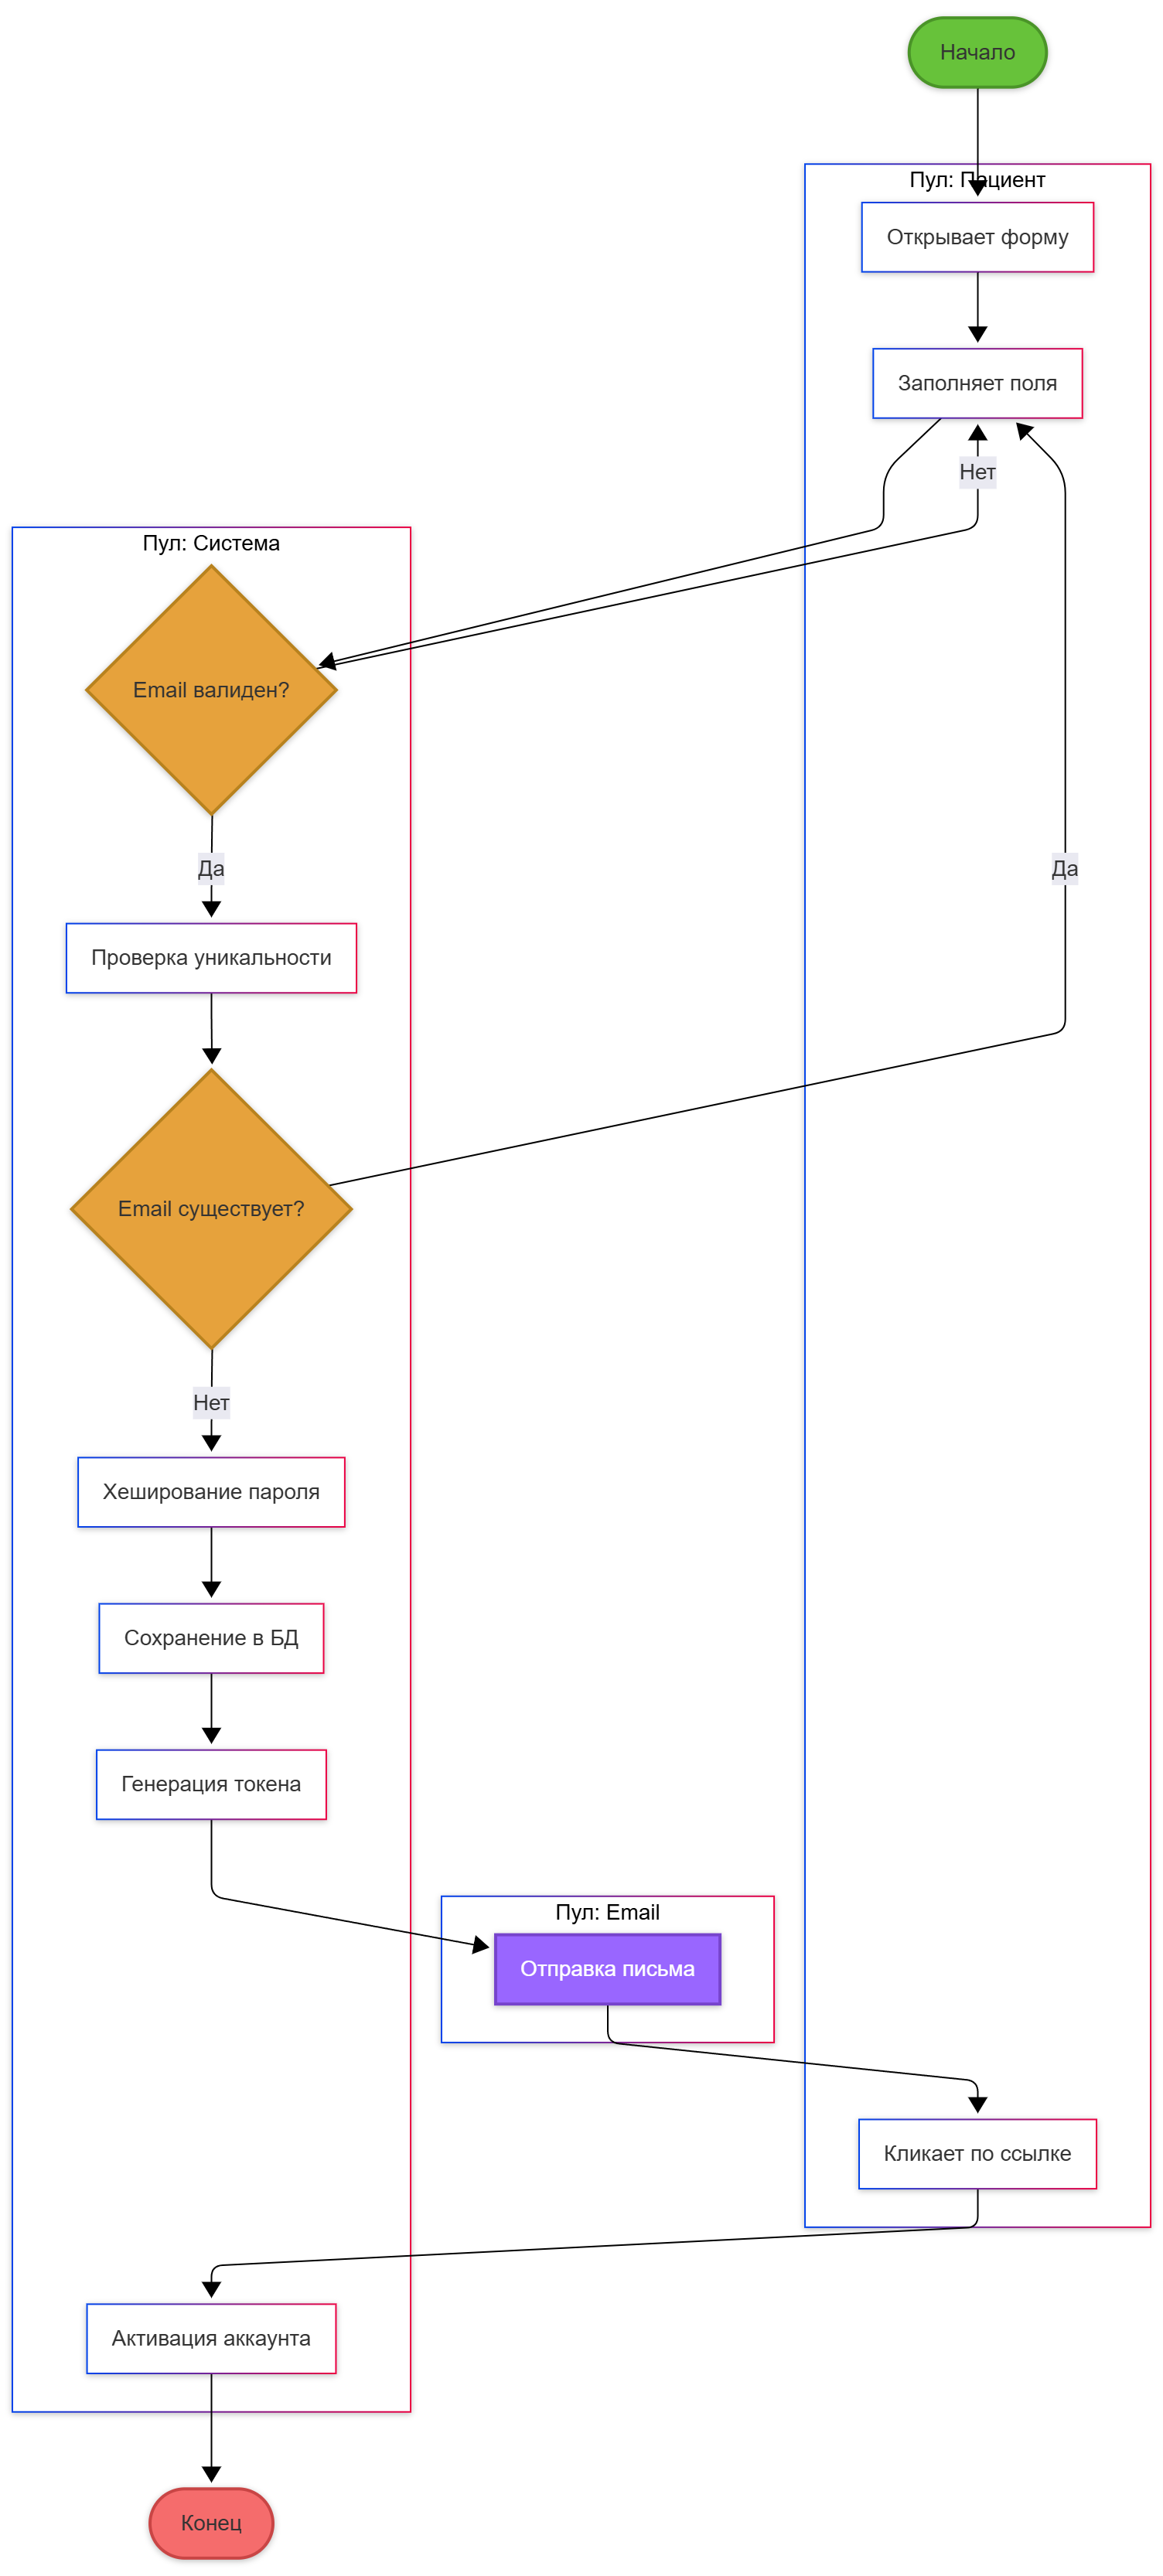 Начало
Пул: Пациент
Открывает форму
Заполняет поля
Нет
Пул: Система
Email валиден?
Да
Да
Проверка уникальности
Email существует?
Нет
Хеширование пароля
Сохранение в БД
Генерация токена
Пул: Email
Отправка письма
Кликает по ссылке
Активация аккаунта
Конец